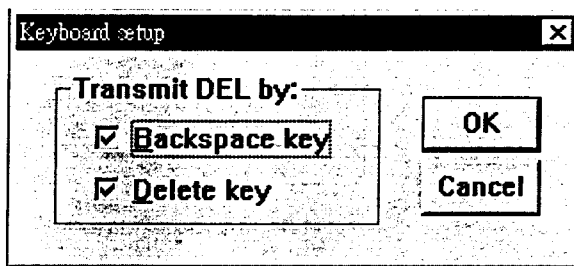 Keyboard setup
Transmit DEL by:
Backspace key
Delete key
OK
Cancel